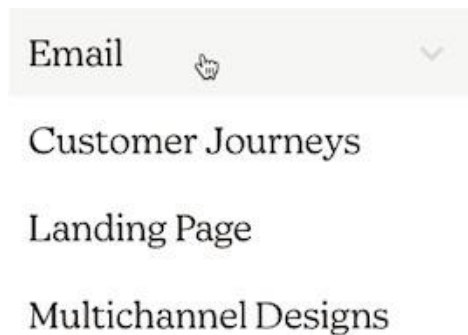 Email
Customer Journeys
Landing Page
Multichannel Designs